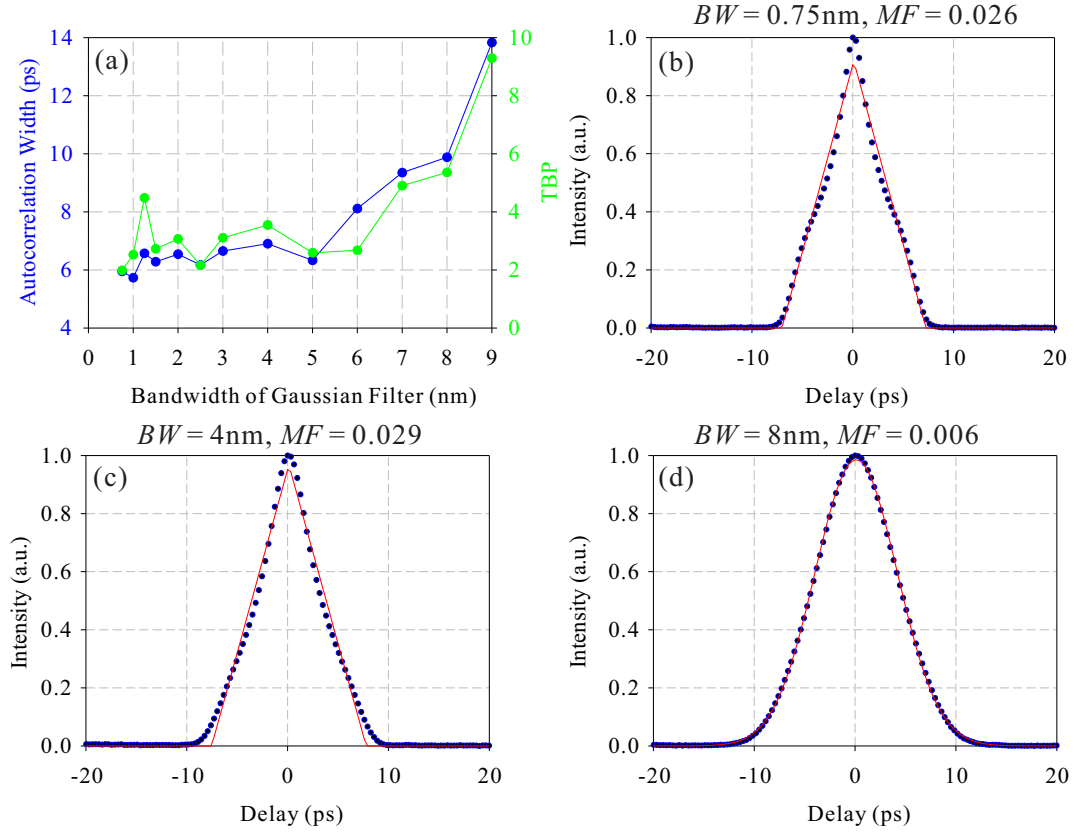 BW = 0.75nm, MF = 0.026
(a)
Autocorrelation Width (ps)
14
12
10
8
6
4
10
8
6
4
2
0
TBP
0 1 2 3 4 5 6 7 8 9
Bandwidth of Gaussian Filter (nm)
(b)
Intensity (a.u.)
1.0
0.8
0.6
0.4
0.2
0.0
-20 -10 0 10 20
Delay (ps)
BW = 4nm, MF = 0.029
(c)
Intensity (a.u.)
1.0
0.8
0.6
0.4
0.2
0.0
-20 -10 0 10 20
Delay (ps)
BW = 8nm, MF = 0.006
(d)
Intensity (a.u.)
1.0
0.8
0.6
0.4
0.2
0.0
-20 -10 0 10 20
Delay (ps)